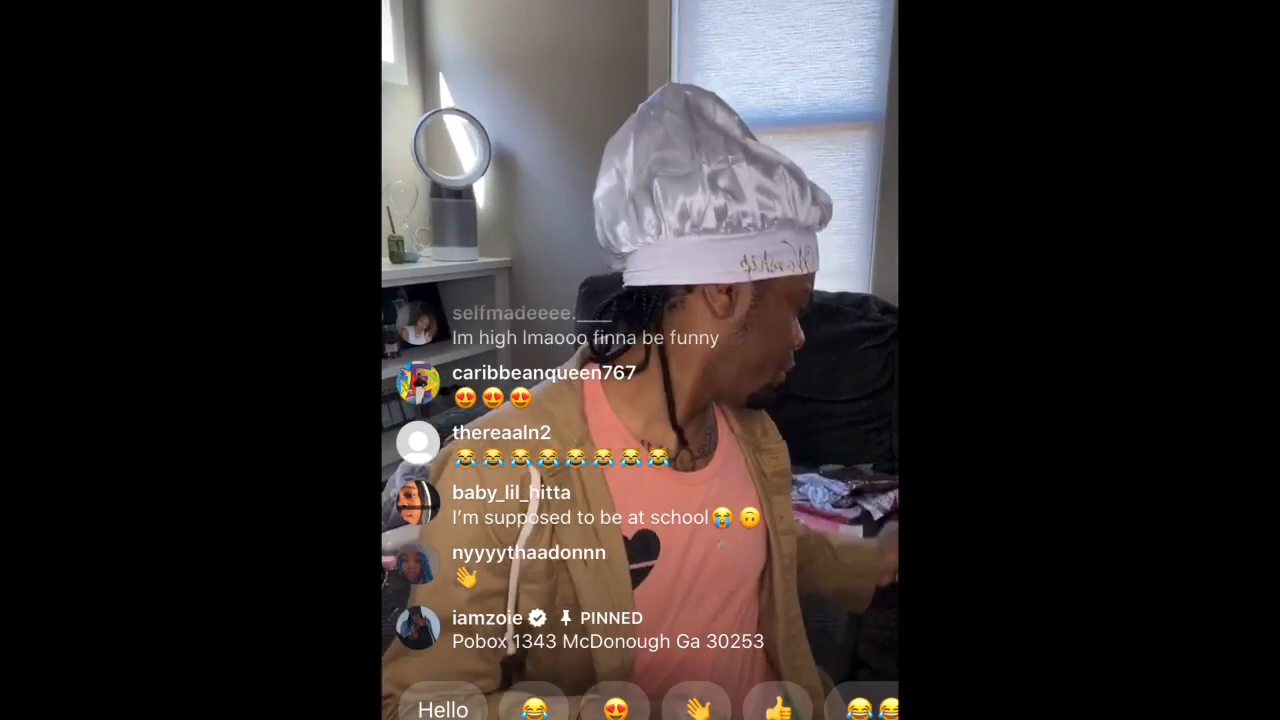 selfmadeeee.____
Im high lmaooo finna be funny
caribbeanqueen767
😍😍😍
thereaaln2
😂😂😂😂😂😂😂😂
baby_lil_hitta
I’m supposed to be at school😭🙃
nyyyythaadonnn
👋
iamzoie PINNED
Pobox 1343 McDonough Ga 30253
Hello 😂 😍 👋 👍 😂😂